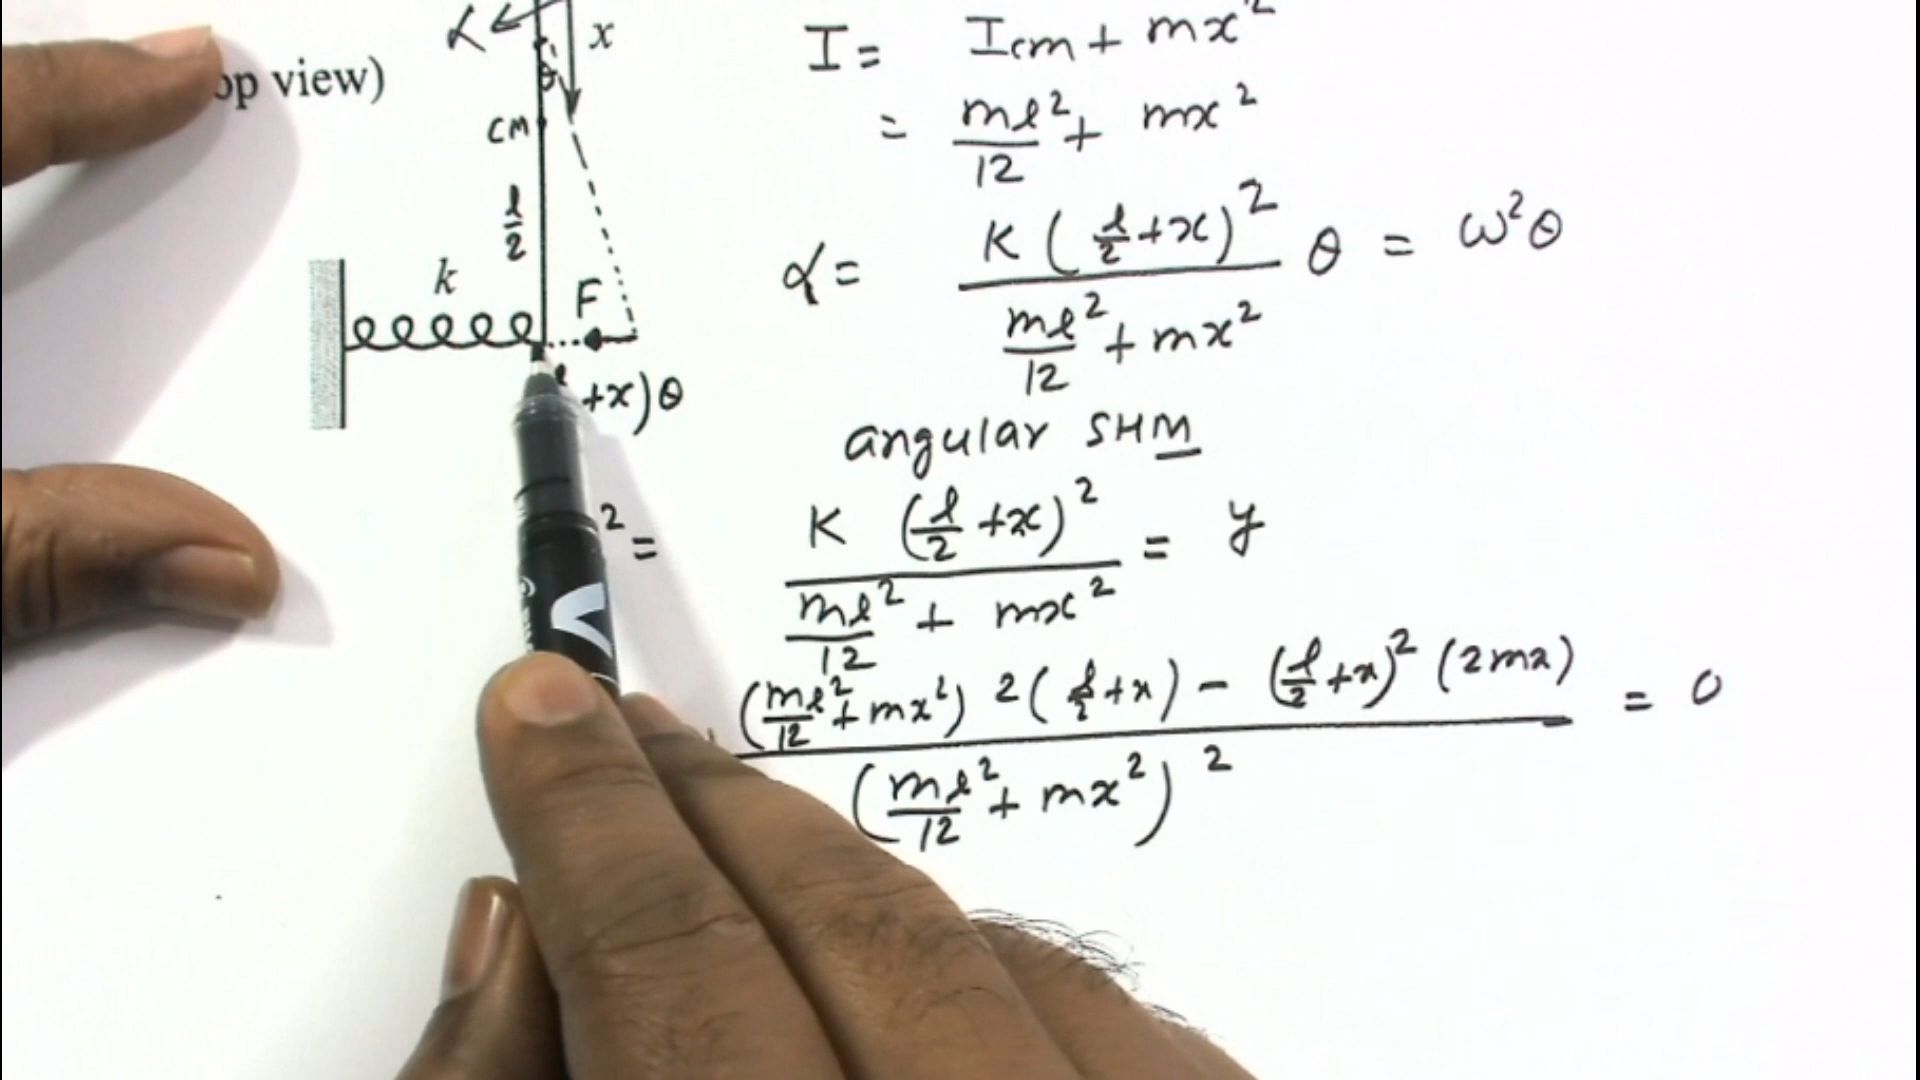 α x
θ
op view)
CM
l/2
k
F
+x)θ
I = Icm + mx²
= ml²/12 + mx²
α = K(l/2+x)² / (ml²/12 + mx²) θ = ω²θ
angular SHM
² = K (l/2+x)² / (ml²/12 + mx²) = y
(ml²/12 + mx²) 2(l/2+x) - (l/2+x)² (2mx) / (ml²/12 + mx²)² = 0